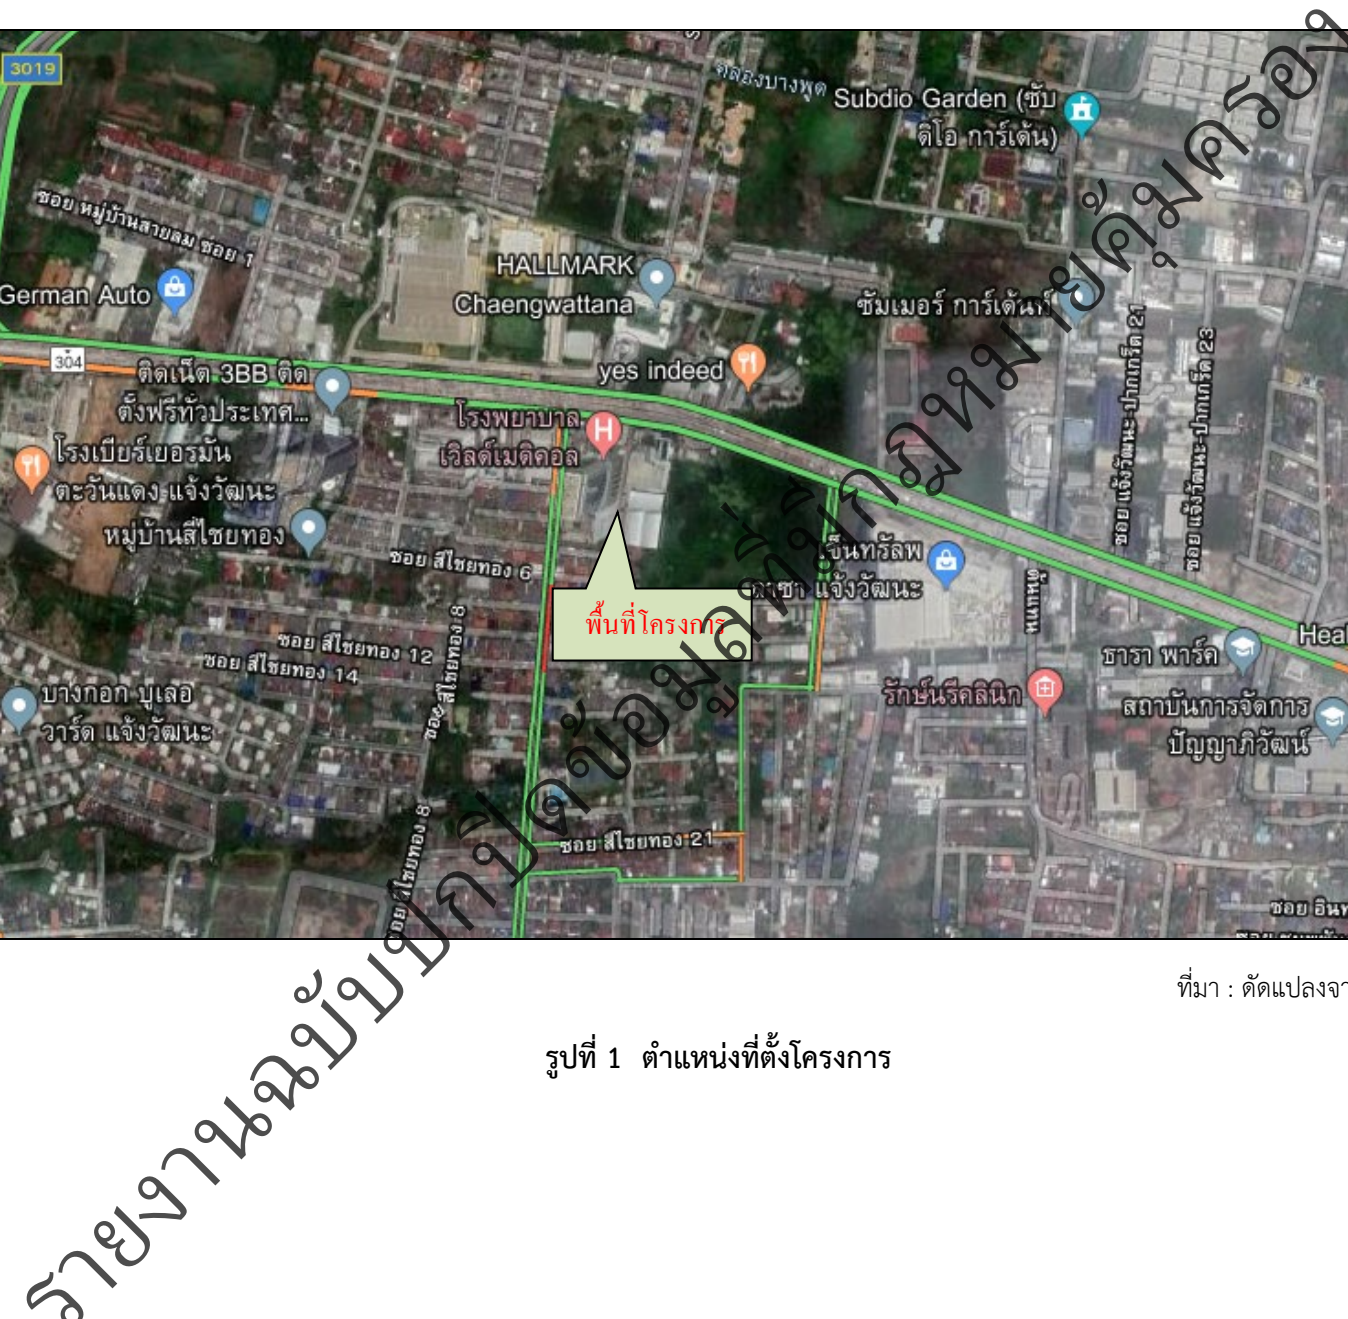 3019
คลองบางพูด
Subdio Garden (ซับ
ดิโอ การ์เด้น)
ซอย หมู่บ้านสายลม ซอย 1
German Auto
HALLMARK
Chaengwattana
ซัมเมอร์ การ์เด้นท์
yes indeed
304
ติดเน็ต 3BB ติด
ตั้งฟรีทั่วประเทศ...
โรงพยาบาล
เวิลด์เมดิคอล
ซอย แจ้งวัฒนะ-ปากเกร็ด 21
ซอย แจ้งวัฒนะ-ปากเกร็ด 23
โรงเบียร์เยอรมัน
ตะวันแดง แจ้งวัฒนะ
หมู่บ้านสี่ไชยทอง
ซอย สี่ไชยทอง 6
เซ็นทรัลพ
ลาซา แจ้งวัฒนะ
พื้นที่โครงการ
ซอย สี่ไชยทอง 8
ซอย สี่ไชยทอง 12
ซอย สี่ไชยทอง 14
Heal
ธารา พาร์ค
รักษ์นรีคลินิก
บางกอก บูเลอ
วาร์ด แจ้งวัฒนะ
สถาบันการจัดการ
ปัญญาภิวัฒน์
ซอย สี่ไชยทอง 8
ซอย สี่ไชยทอง 21
ซอย อินท
ที่มา : ดัดแปลงจา
รูปที่ 1 ตำแหน่งที่ตั้งโครงการ
รายงานฉบับปกปิดข้อมูลที่มีกฎหมายคุ้มครอง